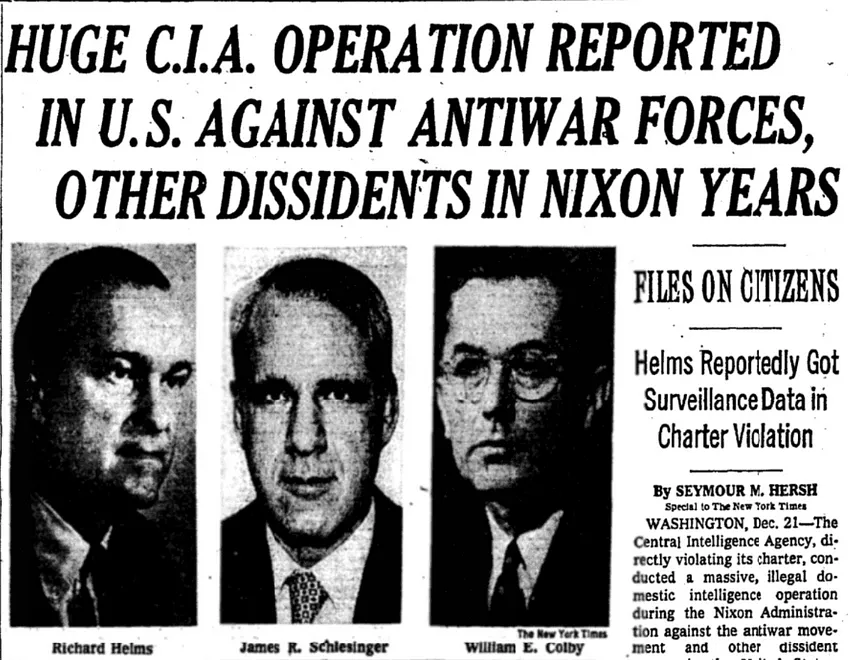 HUGE C.I.A. OPERATION REPORTED
IN U.S. AGAINST ANTIWAR FORCES,
OTHER DISSIDENTS IN NIXON YEARS
The New York Times
Richard Helms
James R. Schlesinger
William E. Colby
FILES ON CITIZENS
Helms Reportedly Got
Surveillance Data in
Charter Violation
By SEYMOUR M. HERSH
Special to The New York Times
WASHINGTON, Dec. 21—The
Central Intelligence Agency, di-
rectly violating its charter, con-
ducted a massive, illegal do-
mestic intelligence operation
during the Nixon Administra-
tion against the antiwar move-
ment and other dissident